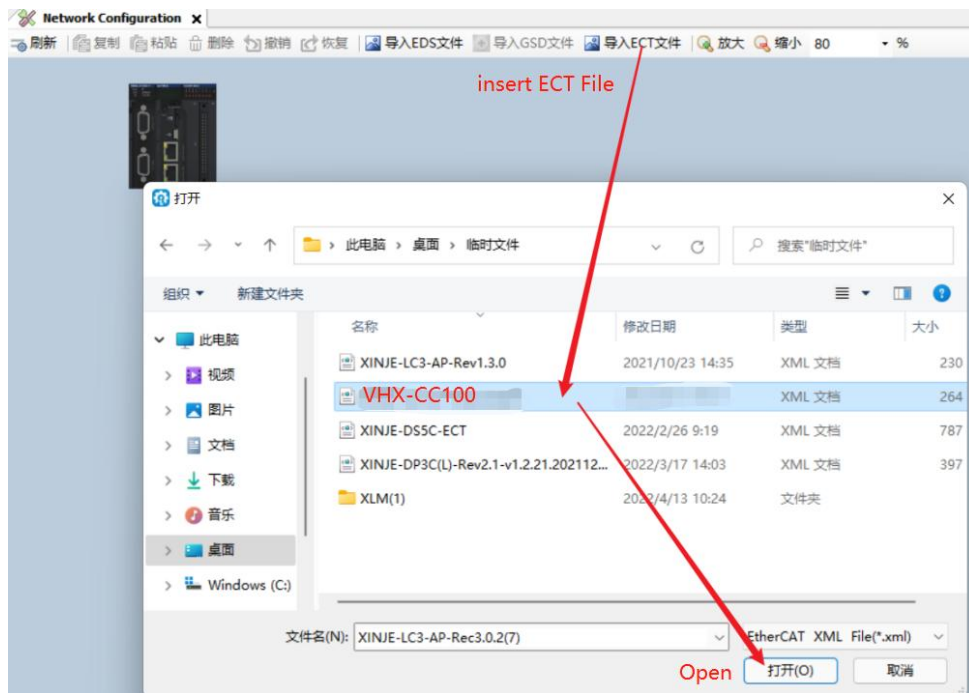 Network Configuration
刷新 复制 粘贴 删除 撤销 恢复 导入EDS文件 导入GSD文件 导入ECT文件 放大 缩小 80 %
insert ECT File
打开
此电脑 桌面 临时文件 搜索"临时文件"
组织 新建文件夹
名称 修改日期 类型 大小
此电脑
XINJE-LC3-AP-Rev1.3.0 2021/10/23 14:35 XML 文档 230
视频
VHX-CC100 XML 文档 264
图片
XINJE-DS5C-ECT 2022/2/26 9:19 XML 文档 787
文档
XINJE-DP3C(L)-Rev2.1-v1.2.21.202112... 2022/3/17 14:03 XML 文档 397
下载
XLM(1) 2022/4/13 10:24 文件夹
音乐
桌面
Windows (C:)
文件名(N): XINJE-LC3-AP-Rec3.0.2(7) EtherCAT XML File(*.xml)
Open 打开(O) 取消